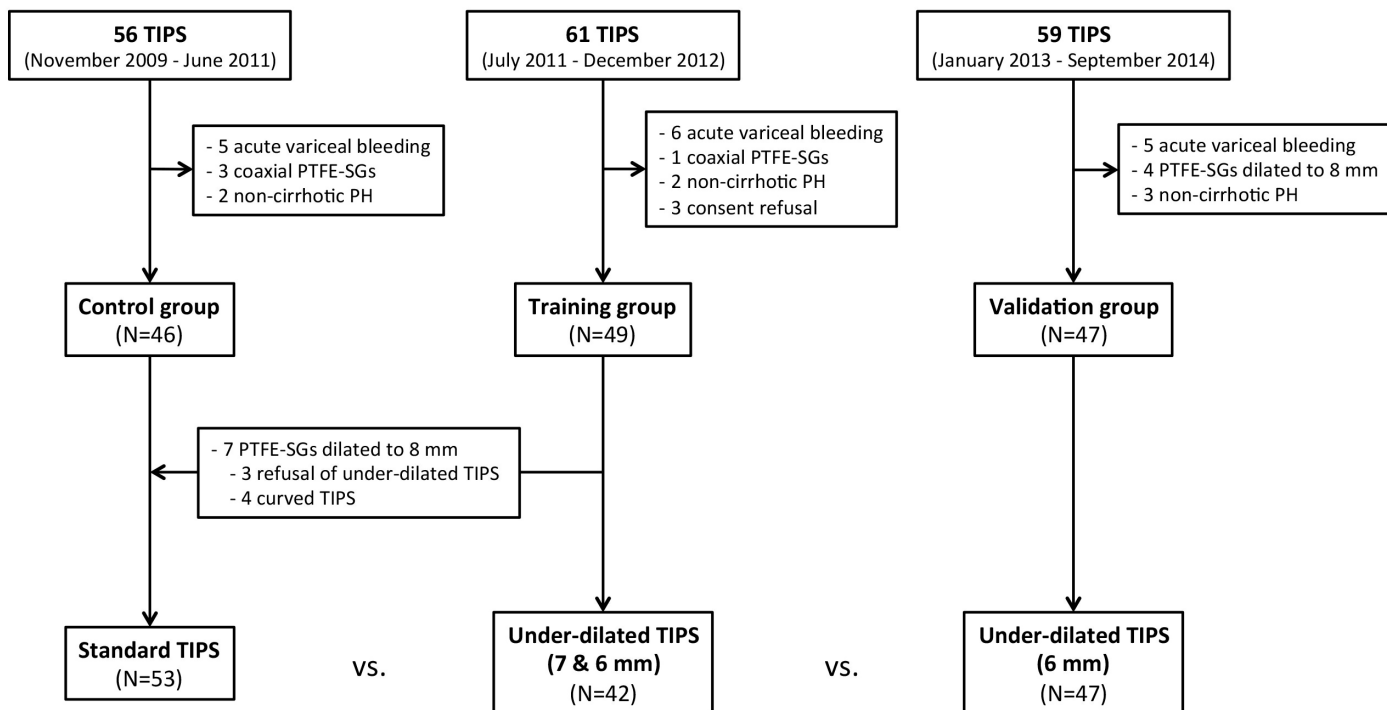 56 TIPS
(November 2009 - June 2011)
61 TIPS
(July 2011 - December 2012)
59 TIPS
(January 2013 - September 2014)
- 5 acute variceal bleeding
- 3 coaxial PTFE-SGs
- 2 non-cirrhotic PH
- 6 acute variceal bleeding
- 1 coaxial PTFE-SGs
- 2 non-cirrhotic PH
- 3 consent refusal
- 5 acute variceal bleeding
- 4 PTFE-SGs dilated to 8 mm
- 3 non-cirrhotic PH
Control group
(N=46)
Training group
(N=49)
Validation group
(N=47)
- 7 PTFE-SGs dilated to 8 mm
- 3 refusal of under-dilated TIPS
- 4 curved TIPS
Standard TIPS
(N=53)
vs.
Under-dilated TIPS
(7 & 6 mm)
(N=42)
vs.
Under-dilated TIPS
(6 mm)
(N=47)